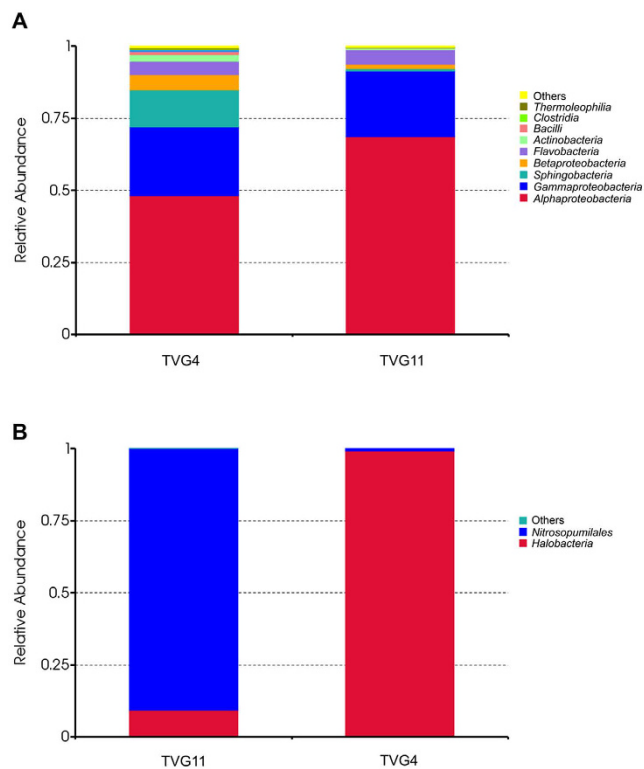 A
1
0.75
0.5
0.25
0
Relative Abundance
TVG4
TVG11
Others
Thermoleophilia
Clostridia
Bacilli
Actinobacteria
Flavobacteria
Betaproteobacteria
Sphingobacteria
Gammaproteobacteria
Alphaproteobacteria
B
1
0.75
0.5
0.25
0
Relative Abundance
TVG11
TVG4
Others
Nitrosopumilales
Halobacteria